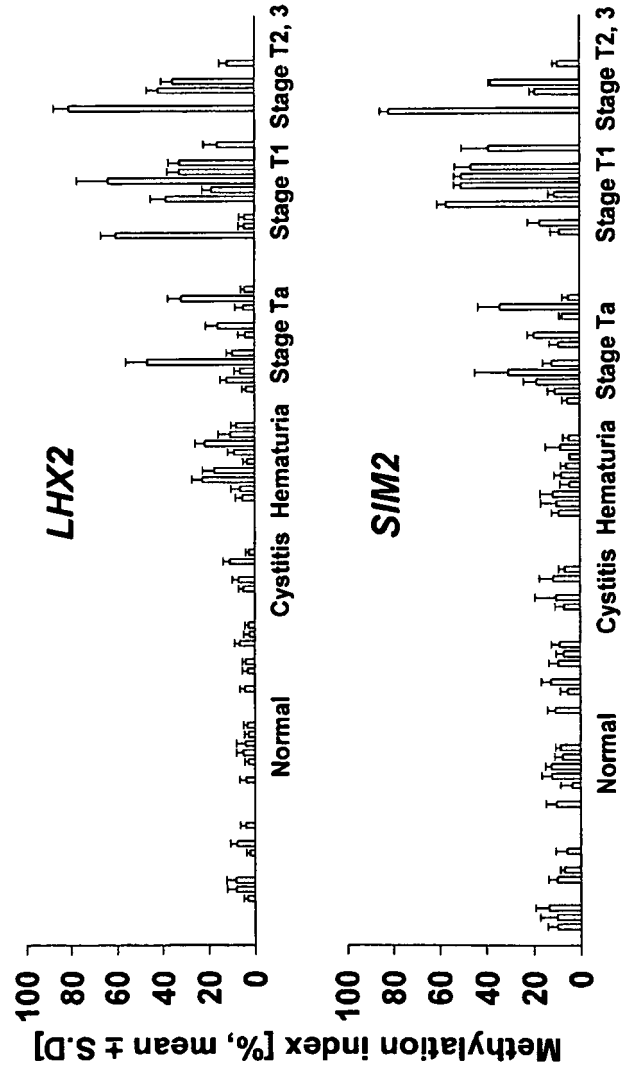 Methylation index [%, mean ± S.D]
LHX2
100
80
60
40
20
0
Normal Cystitis Hematuria Stage Ta Stage T1 Stage T2, 3
SIM2
100
80
60
40
20
0
Normal Cystitis Hematuria Stage Ta Stage T1 Stage T2, 3